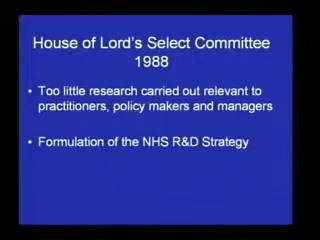 House of Lord's Select Committee
1988
• Too little research carried out relevant to
practitioners, policy makers and managers
• Formulation of the NHS R&D Strategy